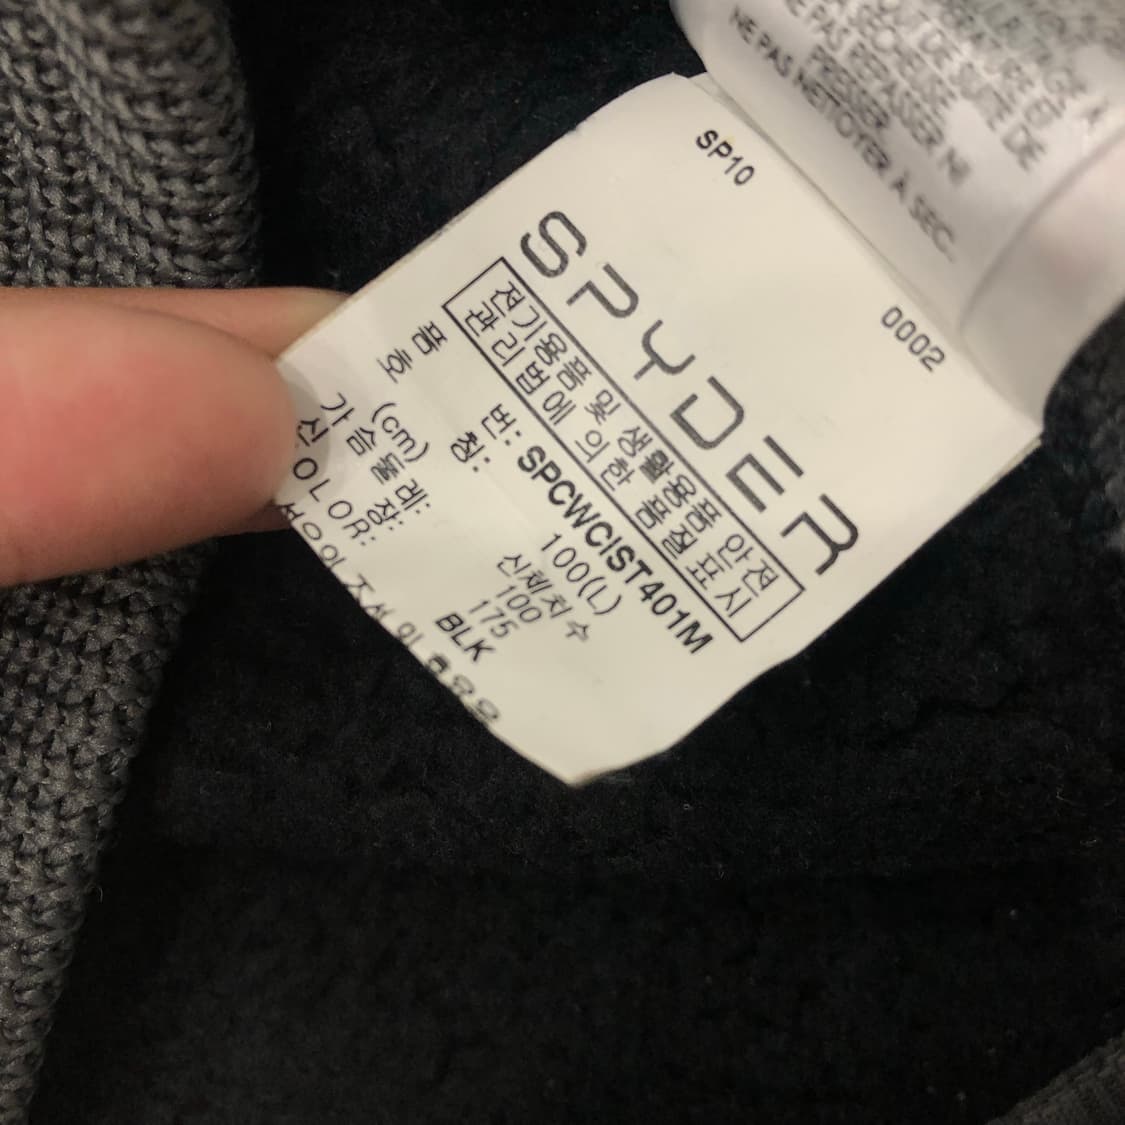 SP10
0002
SPYDER
전기용품 및 생활용품 안전
관리법에 의한 품질 표시
품 번: SPCWCIST401M
호 칭: 100(L)
(cm) 신체치수
가슴둘레: 100
신 장: 175
COLOR: BLK
NE PAS REPASSER NI
PRESSER
NE PAS NETTOYER À SEC.